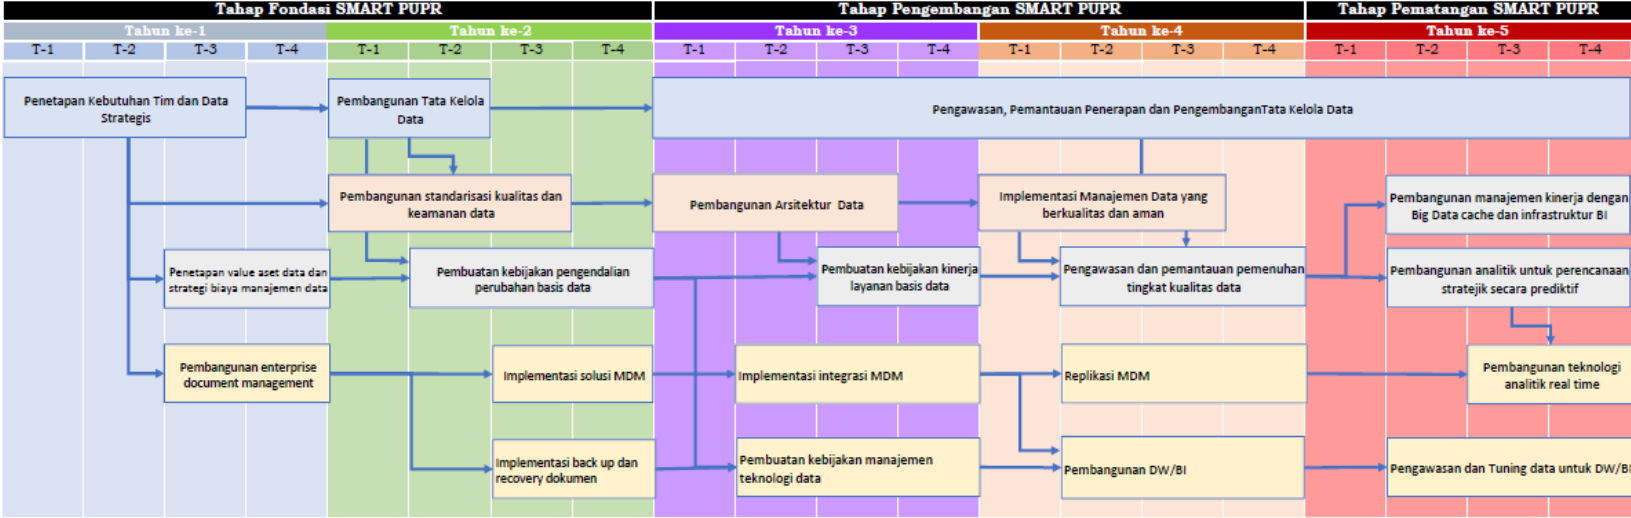 Tahap Fondasi SMART PUPR
Tahap Pengembangan SMART PUPR
Tahap Pematangan SMART PUPR
Tahun ke-1
Tahun ke-2
Tahun ke-3
Tahun ke-4
Tahun ke-5
T-1 T-2 T-3 T-4 T-1 T-2 T-3 T-4 T-1 T-2 T-3 T-4 T-1 T-2 T-3 T-4 T-1 T-2 T-3 T-4
Penetapan Kebutuhan Tim dan Data
Strategis
Pembangunan Tata Kelola
Data
Pengawasan, Pemantauan Penerapan dan PengembanganTata Kelola Data
Pembangunan standarisasi kualitas dan
keamanan data
Pembangunan Arsitektur Data
Implementasi Manajemen Data yang
berkualitas dan aman
Pembangunan manajemen kinerja dengan
Big Data cache dan infrastruktur BI
Penetapan value aset data dan
strategi biaya manajemen data
Pembuatan kebijakan pengendalian
perubahan basis data
Pembuatan kebijakan kinerja
layanan basis data
Pengawasan dan pemantauan pemenuhan
tingkat kualitas data
Pembangunan analitik untuk perencanaan
stratejik secara prediktif
Pembangunan enterprise
document management
Implementasi solusi MDM
Implementasi integrasi MDM
Replikasi MDM
Pembangunan teknologi
analitik real time
Implementasi back up dan
recovery dokumen
Pembuatan kebijakan manajemen
teknologi data
Pembangunan DW/BI
Pengawasan dan Tuning data untuk DW/BI